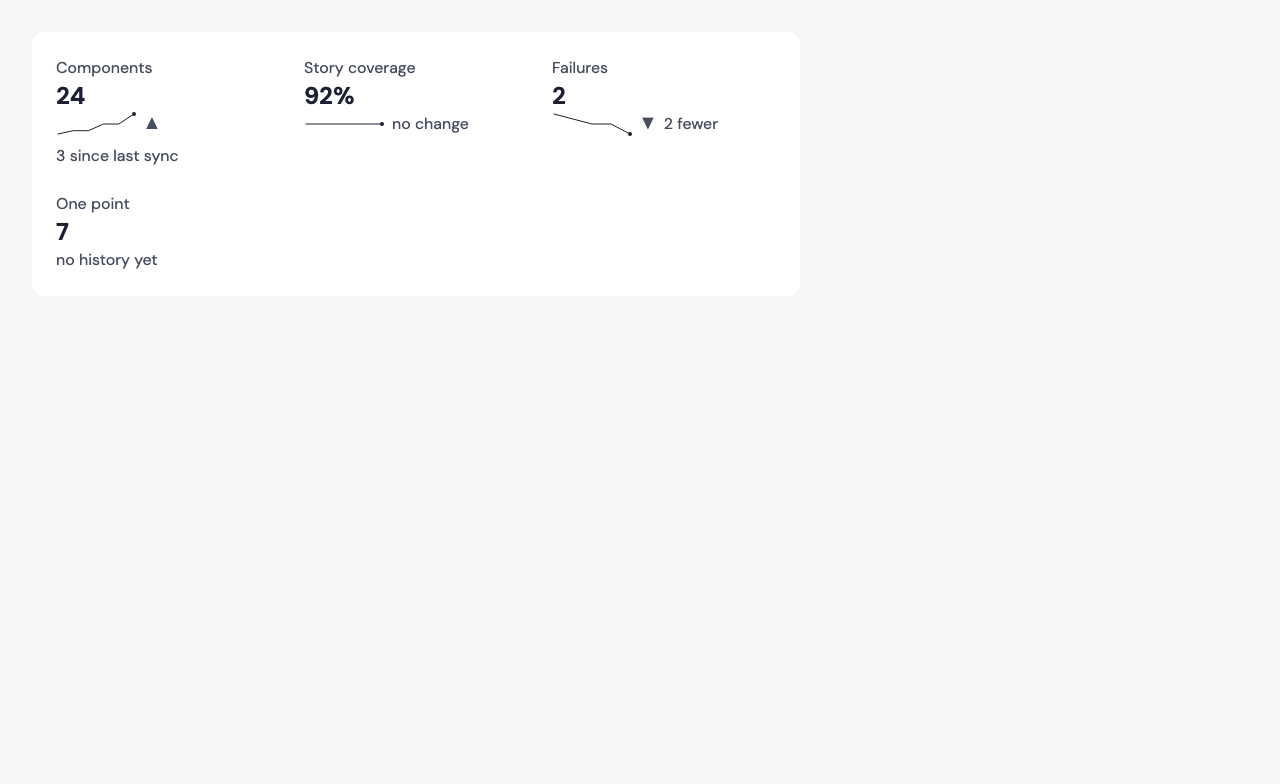 Components
24
▲
3 since last sync
Story coverage
92%
no change
Failures
2
▼ 2 fewer
One point
7
no history yet